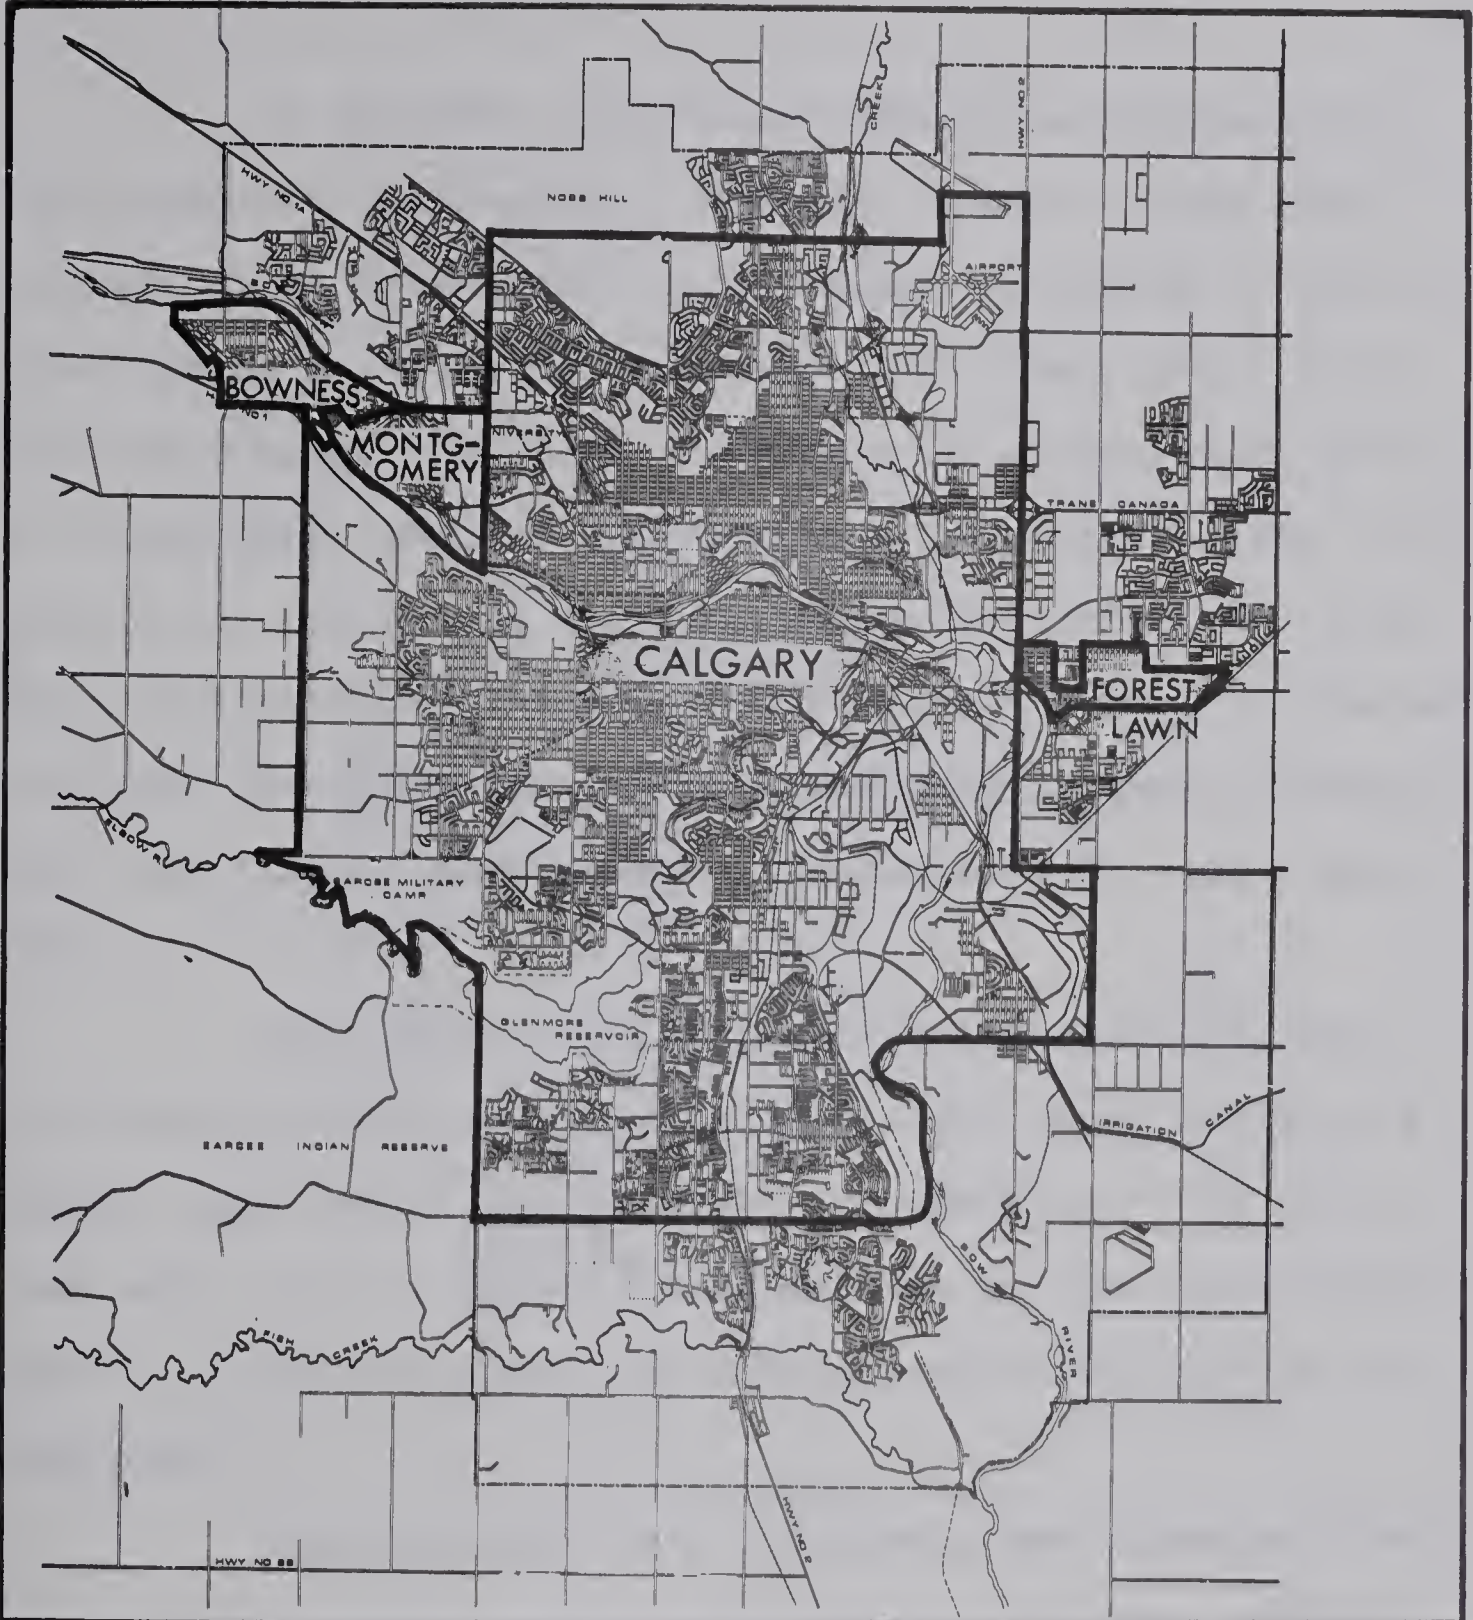 CREEK
HWY NO 2
HWY NO 1A
NOSE HILL
AIRPORT
BOWNESS
NO 1
MONTG-
OMERY
UNIVERSITY
TRANS CANADA
CALGARY
FOREST
LAWN
ELBOW R.
SARCEE MILITARY
CAMP
GLENMORE
RESERVOIR
SARCEE INDIAN RESERVE
IRRIGATION CANAL
BOW
RIVER
FISH CREEK
HWY NO 2
HWY NO 22